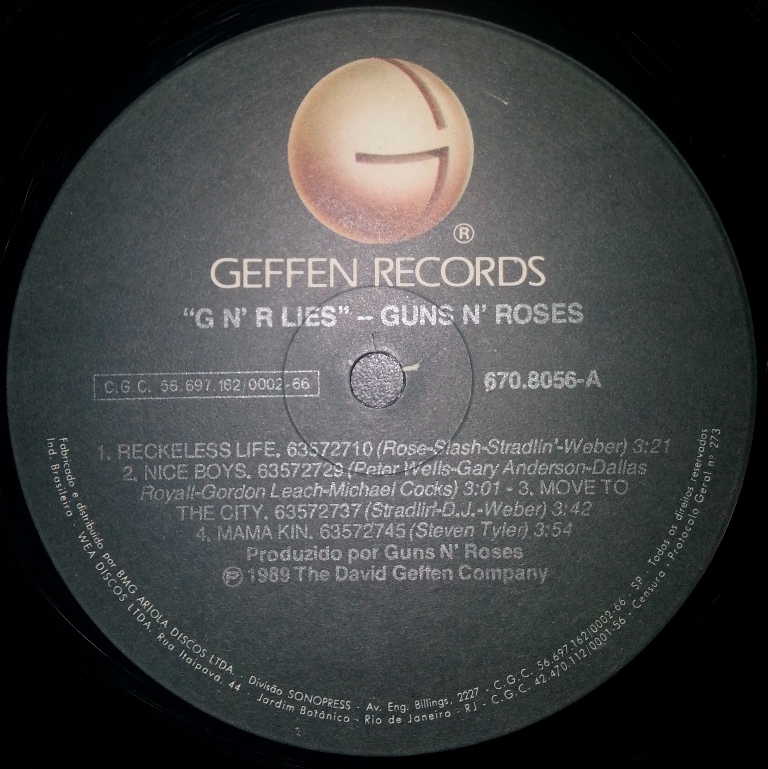 ®
GEFFEN RECORDS
"G N' R LIES" – GUNS N' ROSES
C.G.C. 56.697.162/0002-66
670.8056-A
1. RECKELESS LIFE. 63572710 (Rose-Slash-Stradlin'-Weber) 3:21
2. NICE BOYS. 63572729 (Peter Wells-Gary Anderson-Dallas
Royall-Gordon Leach-Michael Cocks) 3:01 - 3. MOVE TO
THE CITY. 63572737 (Stradlin'-D.J.-Weber) 3:42
4. MAMA KIN. 63572745 (Steven Tyler) 3:54
Produzido por Guns N' Roses
℗ 1989 The David Geffen Company
Fabricado e distribuido por BMG ARIOLA DISCOS LTDA. Divisão SONOPRESS - Av. Eng. Billings, 2227 - C.G.C. 56.697.162/0002-66 - SP. Todos os direitos reservados
Ind. Brasileira - WEA DISCOS LTDA. Rua Itaipava, 44 Jardim Botânico - Rio de Janeiro - RJ - C.G.C. 42.470.112/0001-56 - Censura - Protocolo Geral nº 273